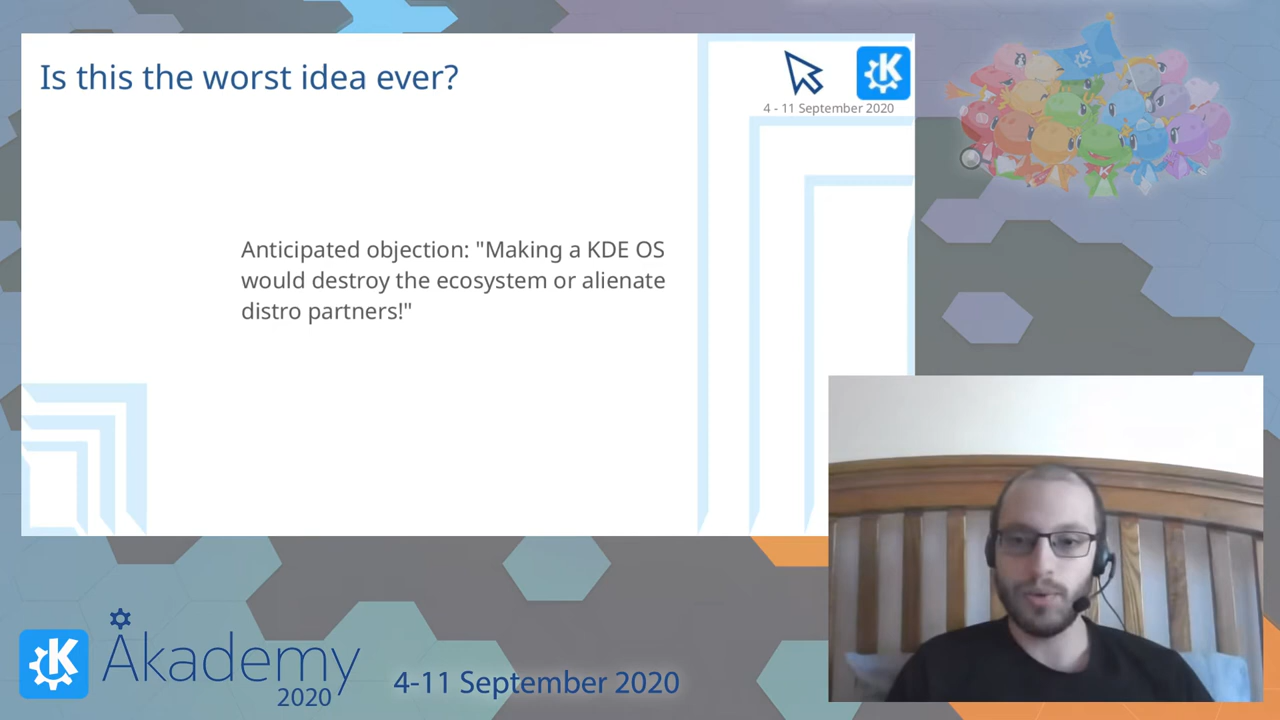 Is this the worst idea ever?
4 - 11 September 2020
Anticipated objection: "Making a KDE OS
would destroy the ecosystem or alienate
distro partners!"
Akademy
2020
4-11 September 2020